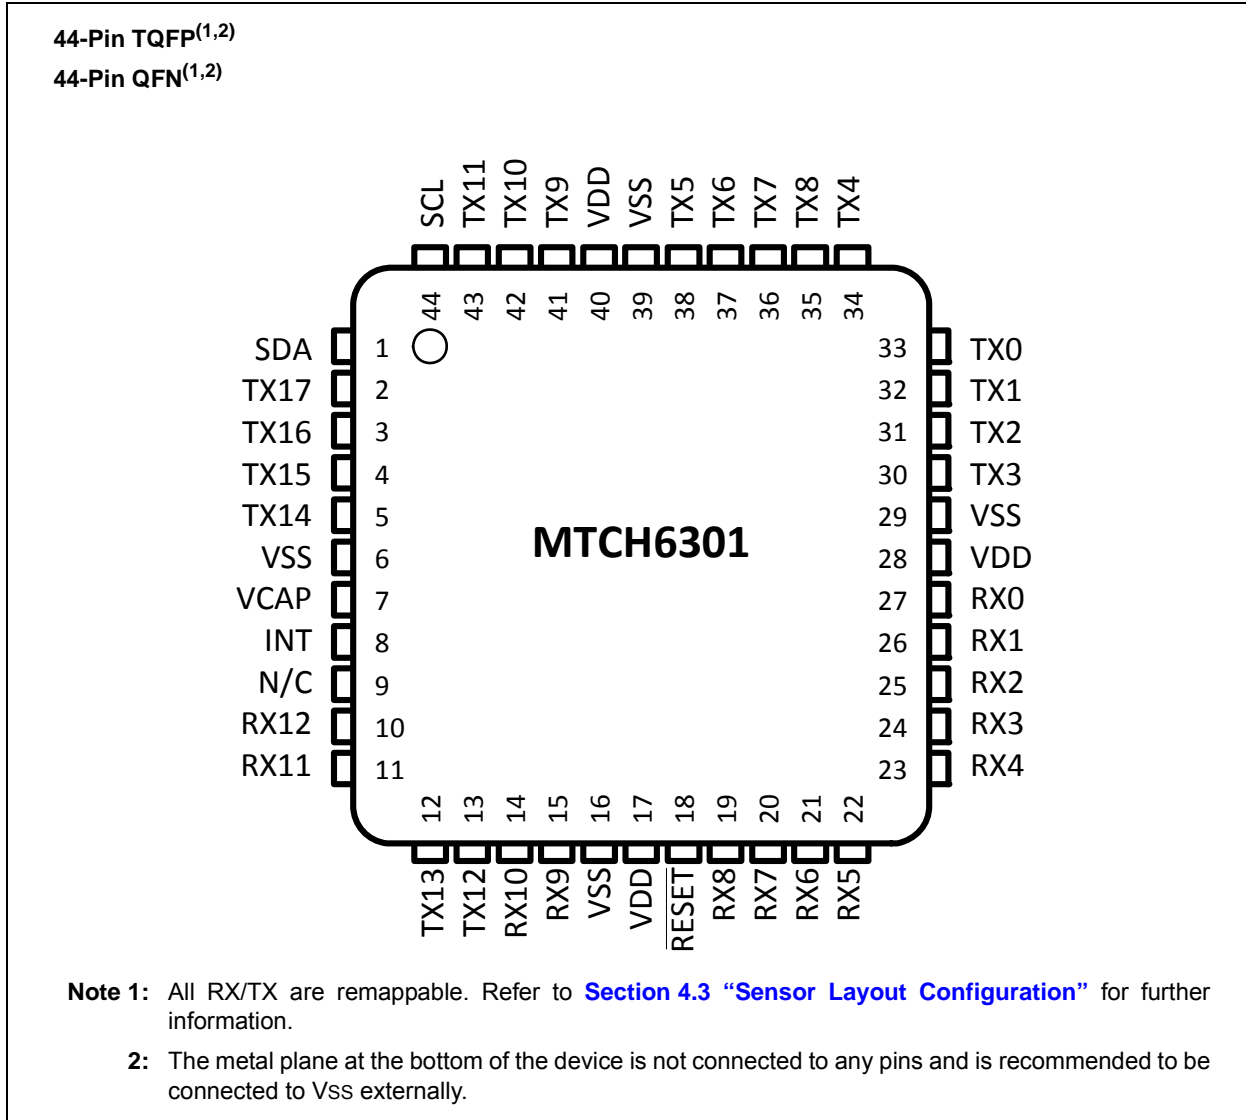 44-Pin TQFP(1,2)
44-Pin QFN(1,2)
SCL TX11 TX10 TX9 VDD VSS TX5 TX6 TX7 TX8 TX4
44 43 42 41 40 39 38 37 36 35 34
SDA 1 33 TX0
TX17 2 32 TX1
TX16 3 31 TX2
TX15 4 30 TX3
TX14 5 29 VSS
MTCH6301
VSS 6 28 VDD
VCAP 7 27 RX0
INT 8 26 RX1
N/C 9 25 RX2
RX12 10 24 RX3
RX11 11 23 RX4
12 13 14 15 16 17 18 19 20 21 22
TX13 TX12 RX10 RX9 VSS VDD RESET RX8 RX7 RX6 RX5
Note 1: All RX/TX are remappable. Refer to Section 4.3 “Sensor Layout Configuration” for further
information.
2: The metal plane at the bottom of the device is not connected to any pins and is recommended to be
connected to VSS externally.